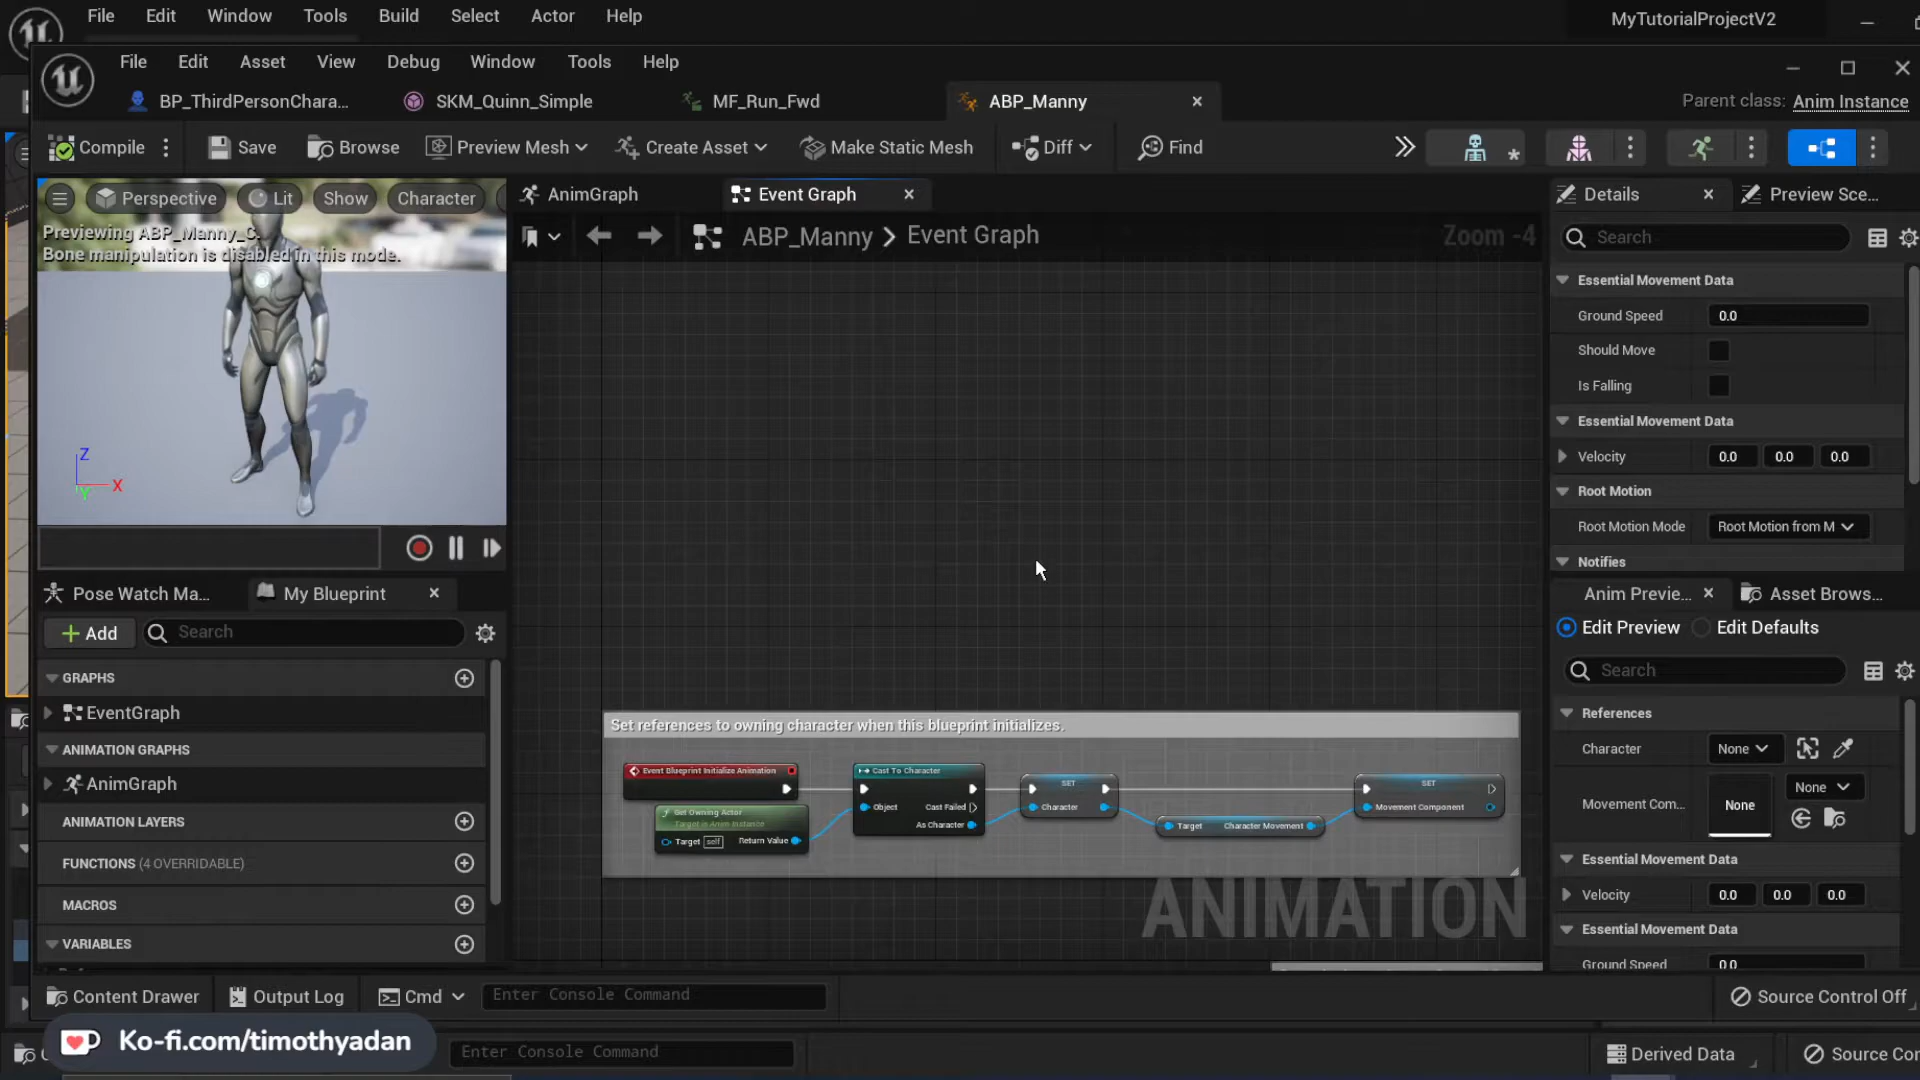 File Edit Window Tools Build Select Actor Help MyTutorialProjectV2
File Edit Asset View Debug Window Tools Help
BP_ThirdPersonChara... SKM_Quinn_Simple MF_Run_Fwd ABP_Manny Parent class: Anim Instance
Compile Save Browse Preview Mesh Create Asset Make Static Mesh Diff Find
Perspective Lit Show Character
Previewing ABP_Manny_C.
Bone manipulation is disabled in this mode.
Z
X
Y
AnimGraph Event Graph
ABP_Manny > Event Graph Zoom -4
Set references to owning character when this blueprint initializes.
Event Blueprint Initialize Animation
Get Owning Actor
Target is Anim Instance
Target self Return Value
Cast To Character
Object Cast Failed
As Character
SET
Character
Target Character Movement
SET
Movement Component
ANIMATION
Pose Watch Ma... My Blueprint
Add Search
GRAPHS
EventGraph
ANIMATION GRAPHS
AnimGraph
ANIMATION LAYERS
FUNCTIONS (4 OVERRIDABLE)
MACROS
VARIABLES
Details Preview Sce...
Search
Essential Movement Data
Ground Speed 0.0
Should Move
Is Falling
Essential Movement Data
Velocity 0.0 0.0 0.0
Root Motion
Root Motion Mode Root Motion from M
Notifies
Anim Previe... Asset Brows...
Edit Preview Edit Defaults
Search
References
Character None
Movement Com... None None
Essential Movement Data
Velocity 0.0 0.0 0.0
Essential Movement Data
Ground Speed 0.0
Content Drawer Output Log Cmd Enter Console Command Source Control Off
Ko-fi.com/timothyadan Enter Console Command Derived Data Source Cor